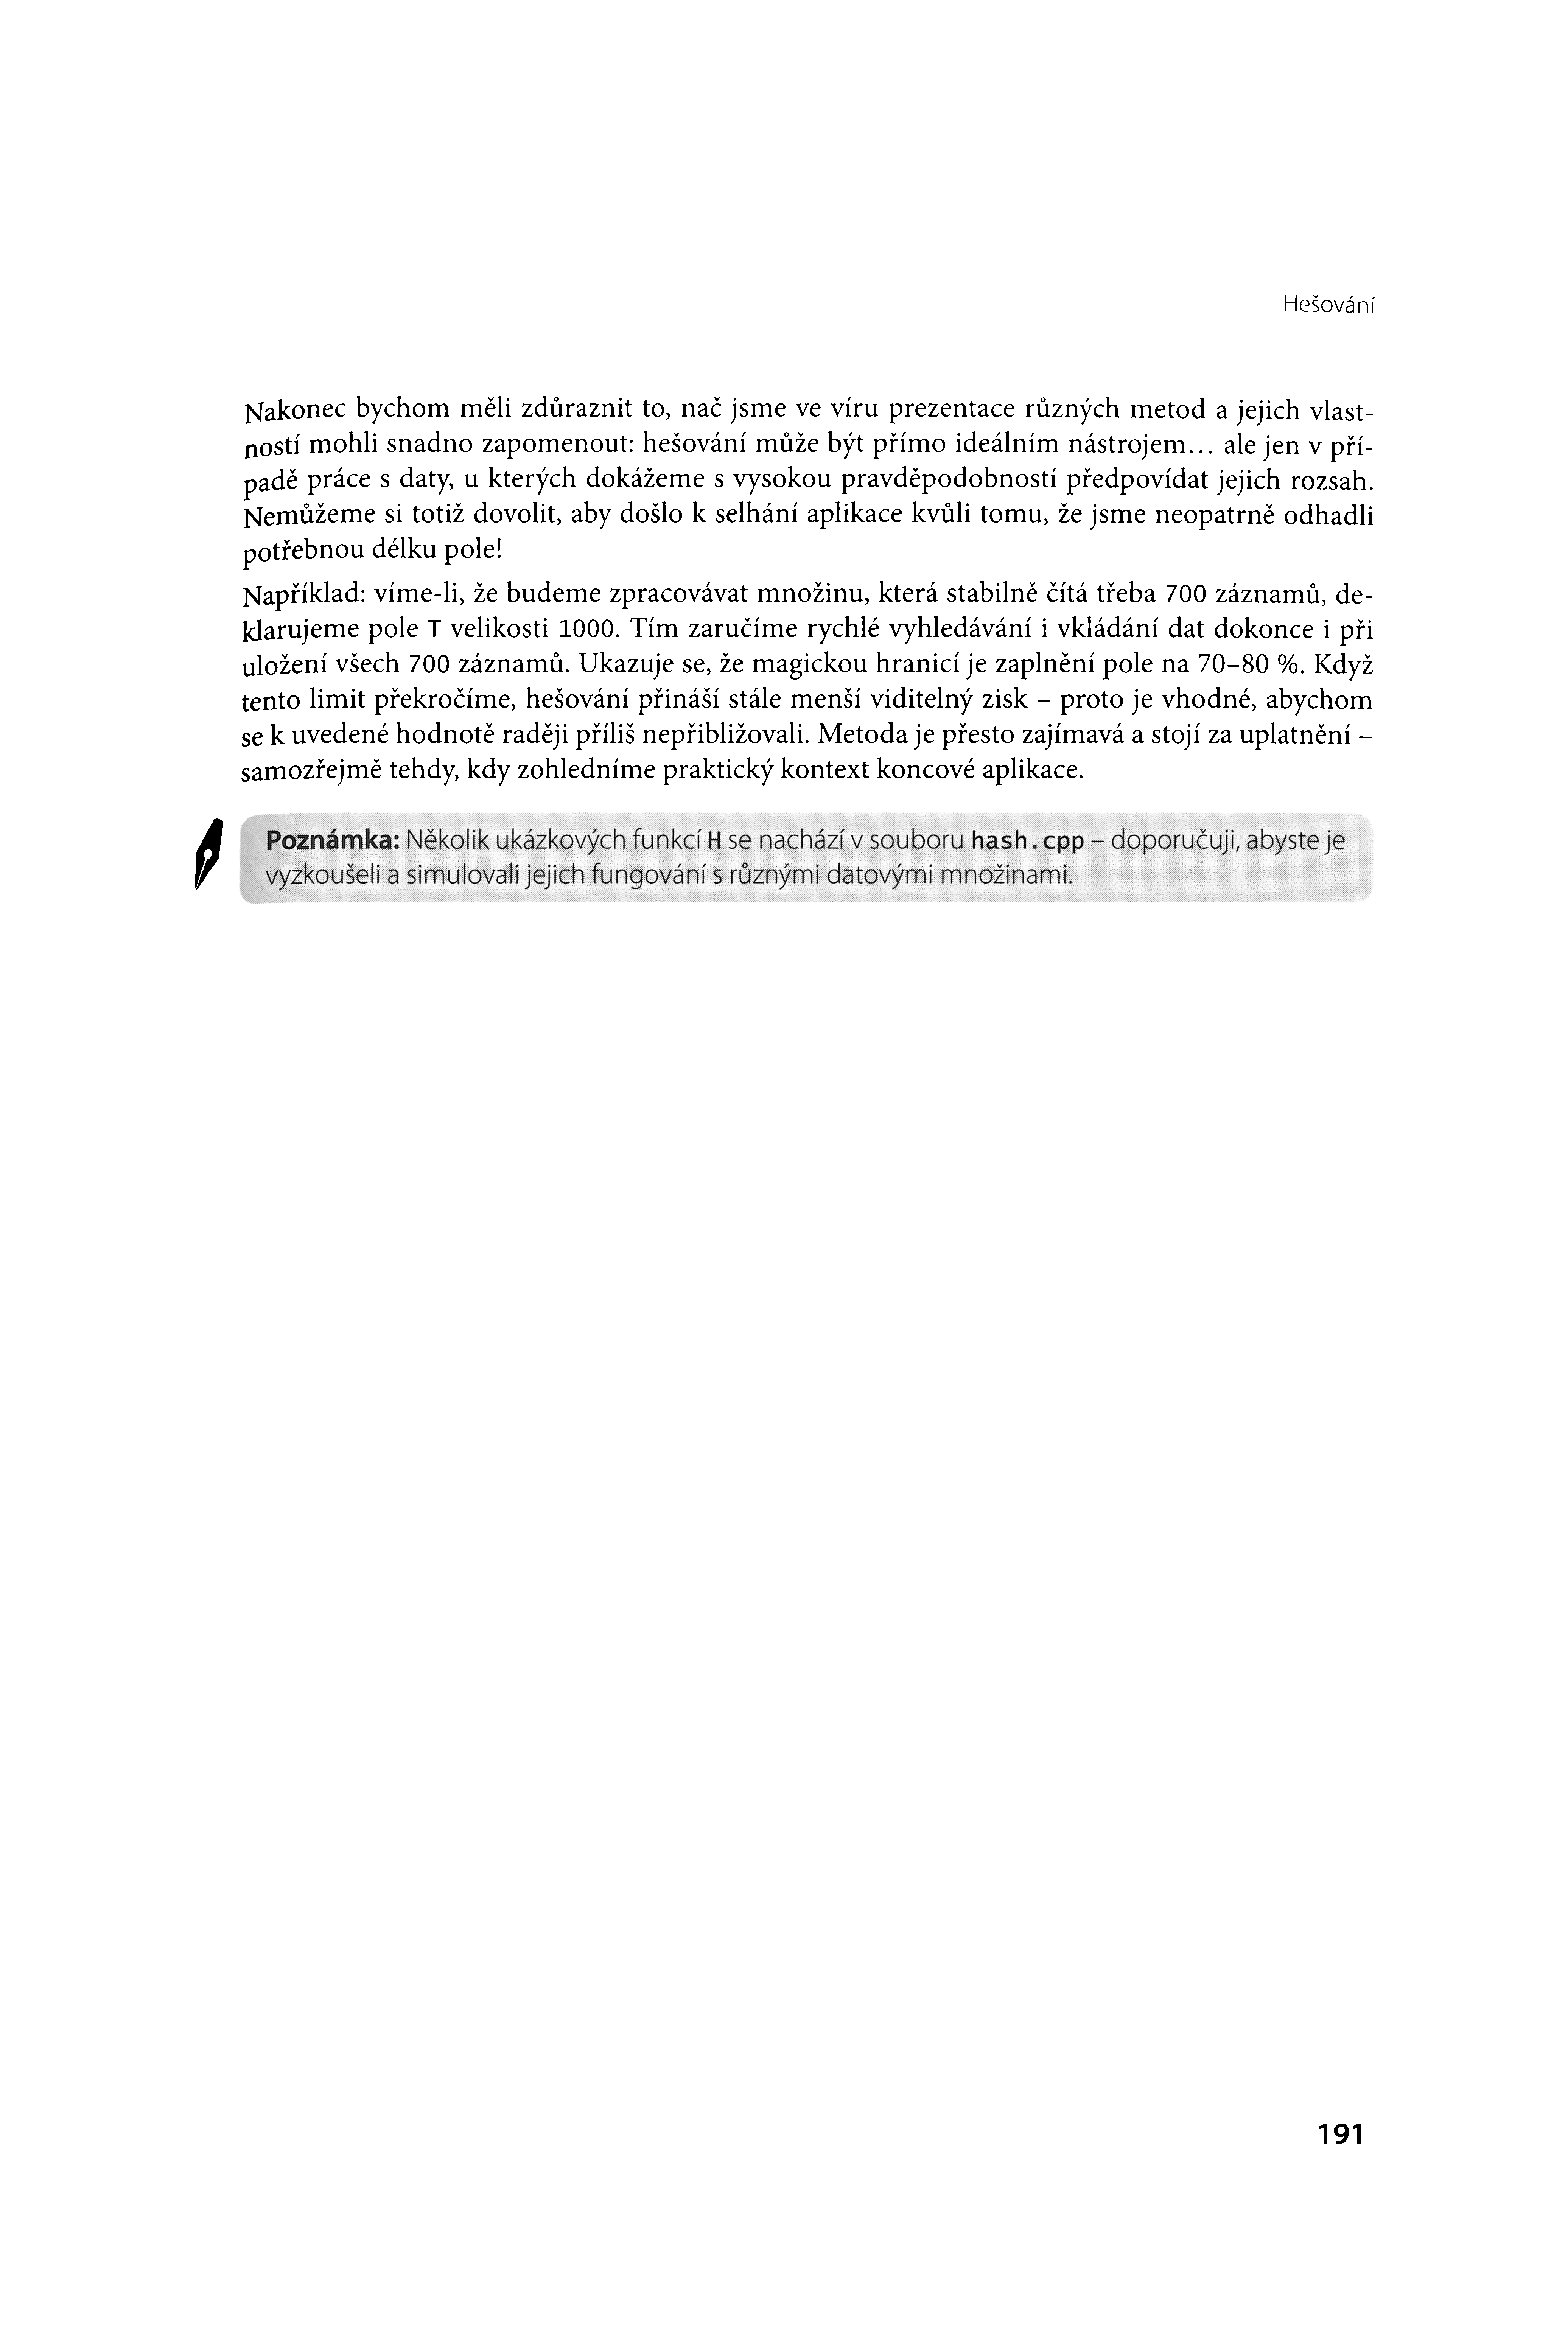 Hešování
Nakonec bychom měli zdůraznit to, nač jsme ve víru prezentace různých metod a jejich vlast-
ností mohli snadno zapomenout: hešování může být přímo ideálním nástrojem… ale jen v pří-
padě práce s daty, u kterých dokážeme s vysokou pravděpodobností předpovídat jejich rozsah.
Nemůžeme si totiž dovolit, aby došlo k selhání aplikace kvůli tomu, že jsme neopatrně odhadli
potřebnou délku pole!
Například: víme-li, že budeme zpracovávat množinu, která stabilně čítá třeba 700 záznamů, de-
klarujeme pole T velikosti 1000. Tím zaručíme rychlé vyhledávání i vkládání dat dokonce i při
uložení všech 700 záznamů. Ukazuje se, že magickou hranicí je zaplnění pole na 70–80 %. Když
tento limit překročíme, hešování přináší stále menší viditelný zisk – proto je vhodné, abychom
se k uvedené hodnotě raději příliš nepřibližovali. Metoda je přesto zajímavá a stojí za uplatnění –
samozřejmě tehdy, kdy zohledníme praktický kontext koncové aplikace.
Poznámka: Několik ukázkových funkcí H se nachází v souboru hash.cpp – doporučuji, abyste je
vyzkoušeli a simulovali jejich fungování s různými datovými množinami.
191